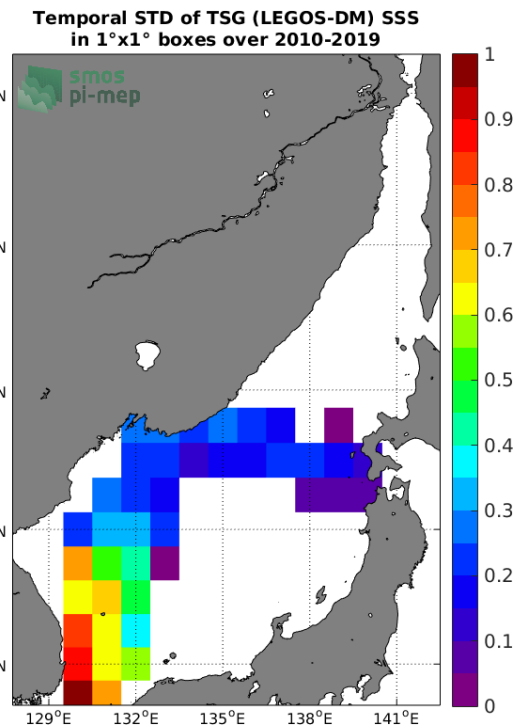 Temporal STD of TSG (LEGOS-DM) SSS
in 1°x1° boxes over 2010-2019
smos
pi-mep
N
N
N
N
N
1
0.9
0.8
0.7
0.6
0.5
0.4
0.3
0.2
0.1
0
129°E
132°E
135°E
138°E
141°E